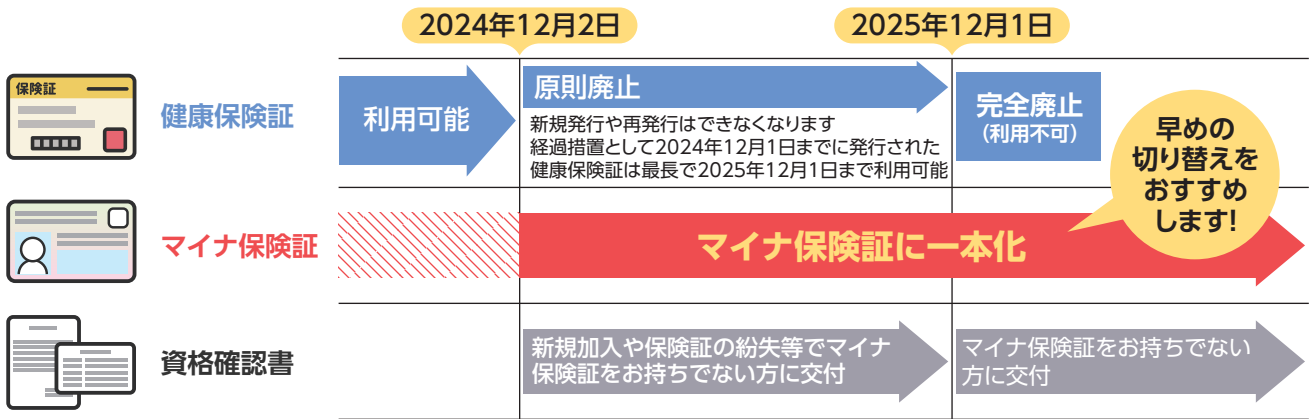 2024年12月2日
2025年12月1日
保険証
健康保険証
利用可能
原則廃止
新規発行や再発行はできなくなります
経過措置として2024年12月1日までに発行された
健康保険証は最長で2025年12月1日まで利用可能
完全廃止
(利用不可)
早めの
切り替えを
おすすめ
します!
マイナ保険証
マイナ保険証に一本化
資格確認書
新規加入や保険証の紛失等でマイナ
保険証をお持ちでない方に交付
マイナ保険証をお持ちでない
方に交付